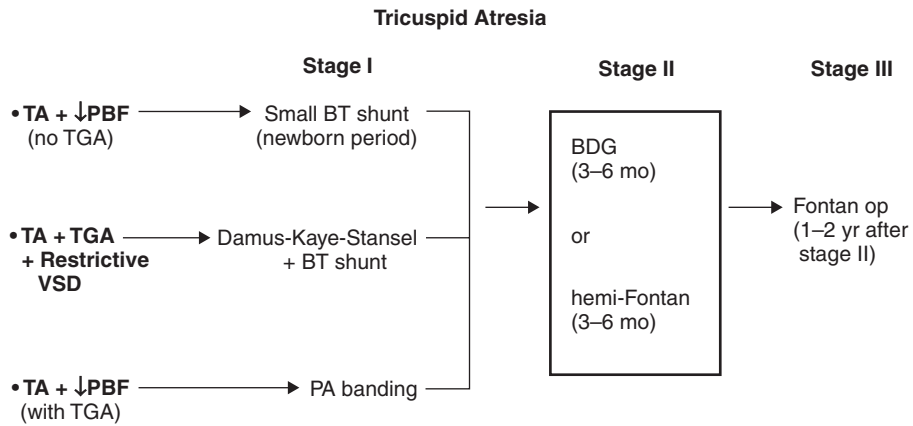 Tricuspid Atresia
Stage I
Stage II
Stage III
• TA + ↓PBF
(no TGA)
Small BT shunt
(newborn period)
• TA + TGA
+ Restrictive
VSD
Damus-Kaye-Stansel
+ BT shunt
• TA + ↓PBF
(with TGA)
PA banding
BDG
(3–6 mo)
or
hemi-Fontan
(3–6 mo)
Fontan op
(1–2 yr after
stage II)